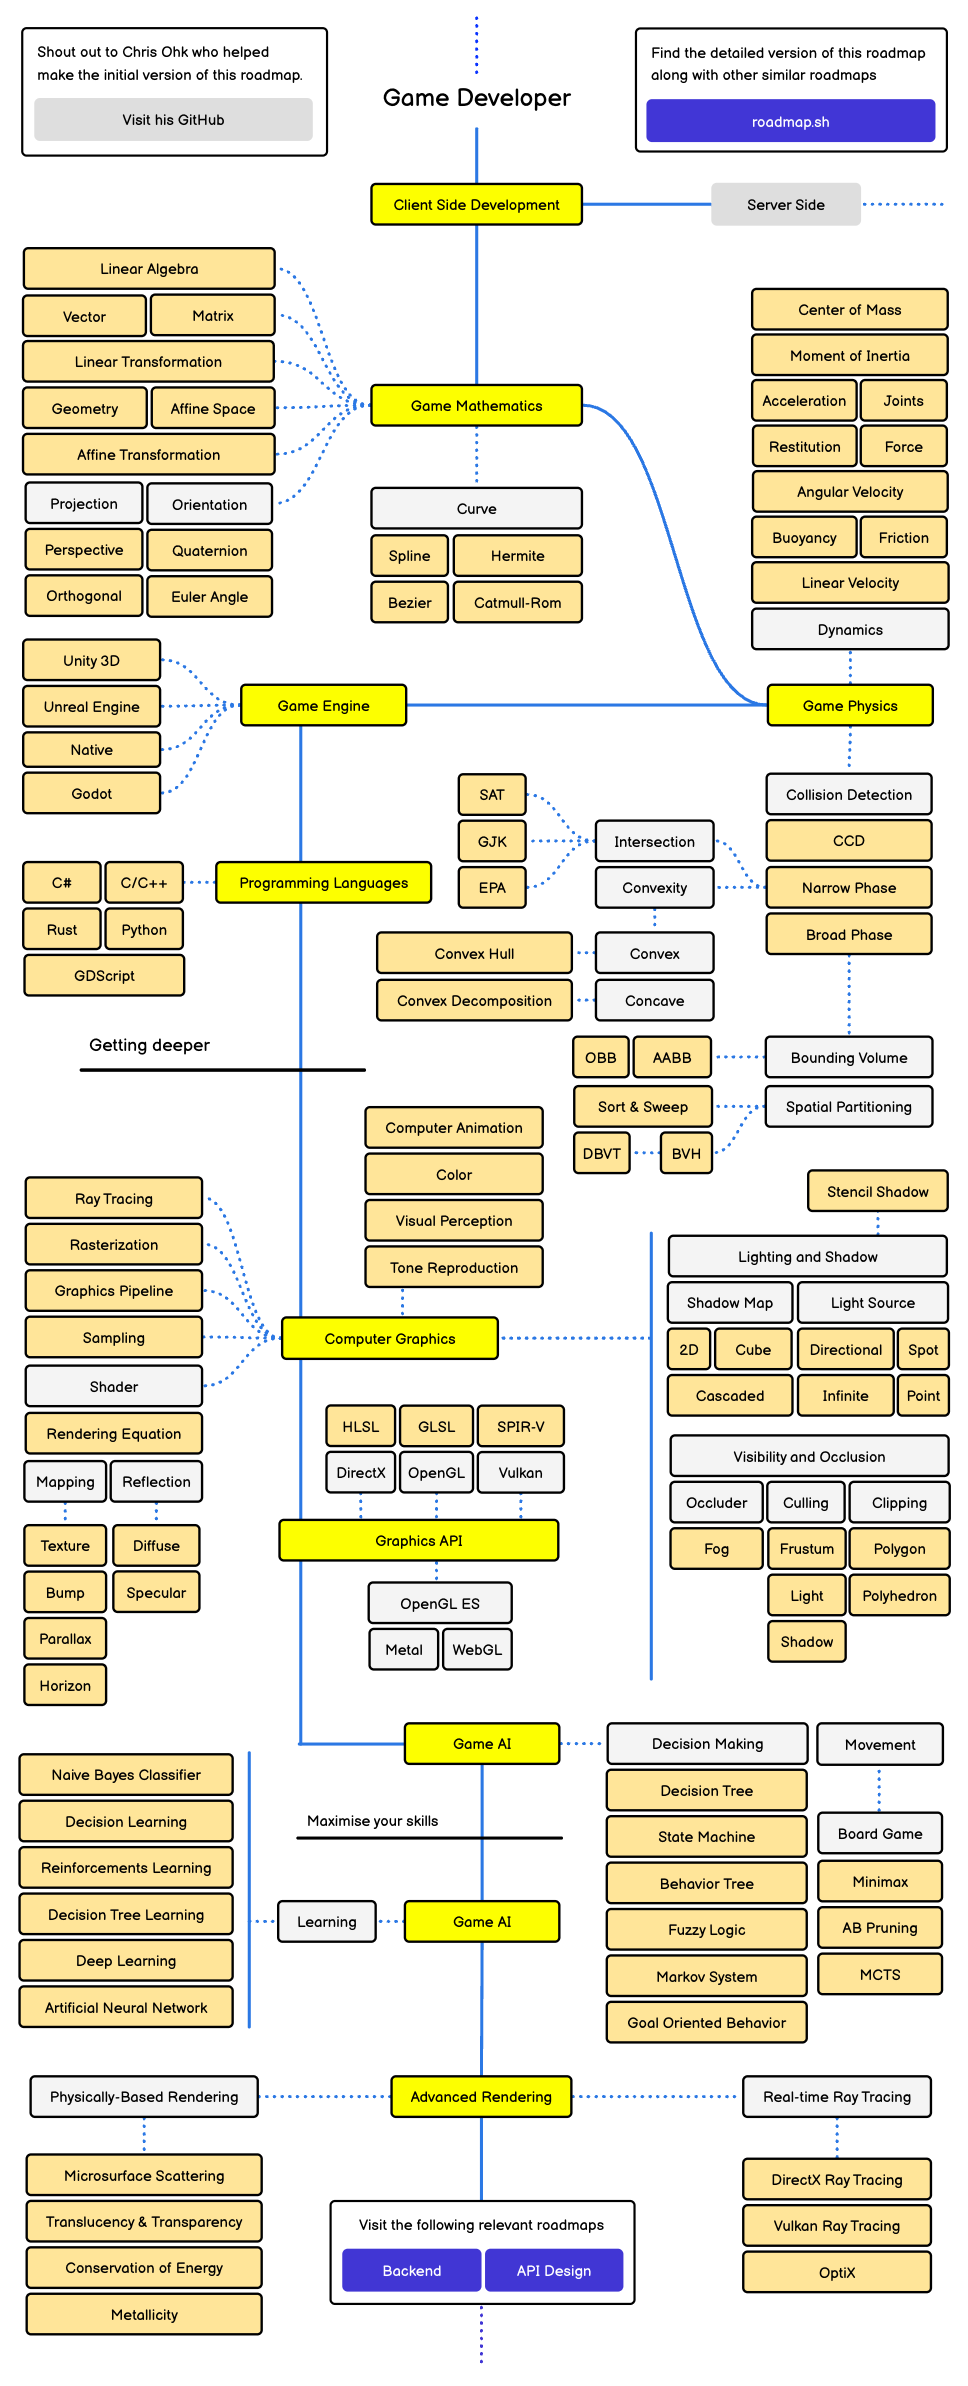 Shout out to Chris Ohk who helped
make the initial version of this roadmap.
Visit his GitHub
Game Developer
Find the detailed version of this roadmap
along with other similar roadmaps
roadmap.sh
Client Side Development
Server Side
Linear Algebra
Vector
Matrix
Linear Transformation
Geometry
Affine Space
Affine Transformation
Projection
Orientation
Perspective
Quaternion
Orthogonal
Euler Angle
Game Mathematics
Curve
Spline
Hermite
Bezier
Catmull-Rom
Center of Mass
Moment of Inertia
Acceleration
Joints
Restitution
Force
Angular Velocity
Buoyancy
Friction
Linear Velocity
Dynamics
Game Physics
Unity 3D
Unreal Engine
Native
Godot
Game Engine
Collision Detection
CCD
Narrow Phase
Broad Phase
SAT
GJK
EPA
Intersection
Convexity
Convex Hull
Convex
Convex Decomposition
Concave
C#
C/C++
Rust
Python
GDScript
Programming Languages
Getting deeper
OBB
AABB
Bounding Volume
Sort & Sweep
Spatial Partitioning
DBVT
BVH
Computer Animation
Color
Visual Perception
Tone Reproduction
Ray Tracing
Rasterization
Graphics Pipeline
Sampling
Shader
Rendering Equation
Mapping
Reflection
Texture
Diffuse
Bump
Specular
Parallax
Horizon
Computer Graphics
Stencil Shadow
Lighting and Shadow
Shadow Map
Light Source
2D
Cube
Directional
Spot
Cascaded
Infinite
Point
Visibility and Occlusion
Occluder
Culling
Clipping
Fog
Frustum
Polygon
Light
Polyhedron
Shadow
HLSL
GLSL
SPIR-V
DirectX
OpenGL
Vulkan
Graphics API
OpenGL ES
Metal
WebGL
Game AI
Decision Making
Movement
Decision Tree
State Machine
Behavior Tree
Fuzzy Logic
Markov System
Goal Oriented Behavior
Board Game
Minimax
AB Pruning
MCTS
Maximise your skills
Naive Bayes Classifier
Decision Learning
Reinforcements Learning
Decision Tree Learning
Deep Learning
Artificial Neural Network
Learning
Game AI
Physically-Based Rendering
Advanced Rendering
Real-time Ray Tracing
Microsurface Scattering
Translucency & Transparency
Conservation of Energy
Metallicity
DirectX Ray Tracing
Vulkan Ray Tracing
OptiX
Visit the following relevant roadmaps
Backend
API Design